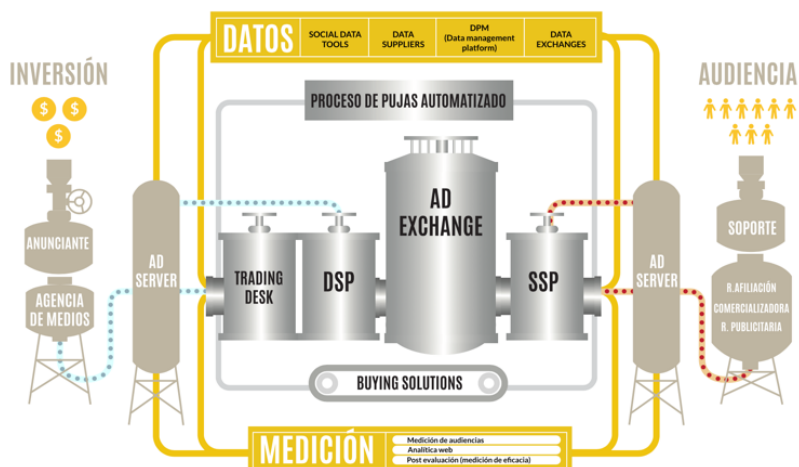 DATOS
SOCIAL DATA
TOOLS
DATA
SUPPLIERS
DPM
(Data management
platform)
DATA
EXCHANGES
INVERSIÓN
$ $
$
AUDIENCIA
PROCESO DE PUJAS AUTOMATIZADO
ANUNCIANTE
AGENCIA
DE MEDIOS
AD
SERVER
TRADING
DESK
DSP
AD
EXCHANGE
SSP
AD
SERVER
SOPORTE
R.AFILIACIÓN
COMERCIALIZADORA
R. PUBLICITARIA
BUYING SOLUTIONS
MEDICIÓN
Medición de audiencias
Analítica web
Post evaluación (medición de eficacia)